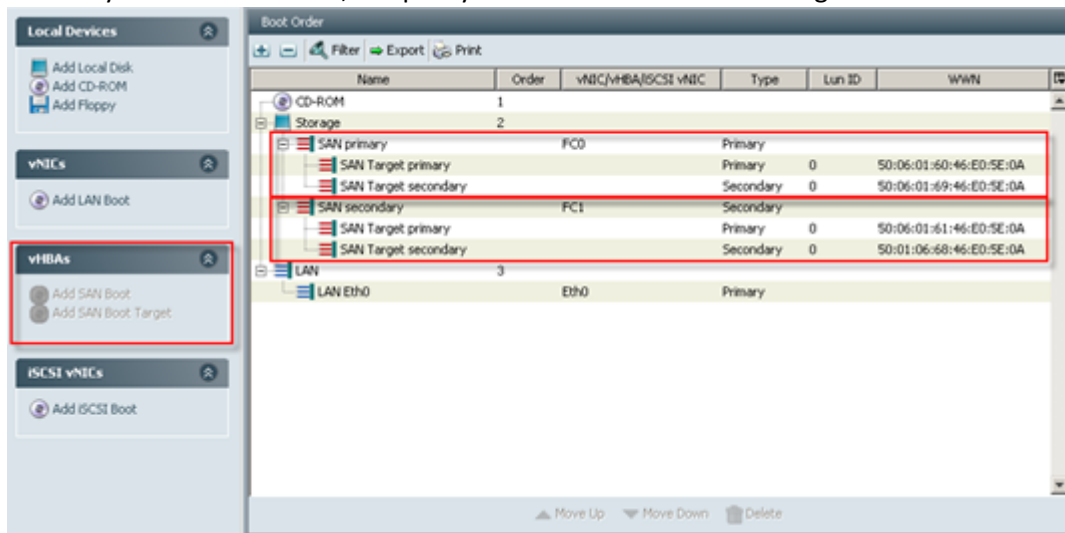 Local Devices
Add Local Disk
Add CD-ROM
Add Floppy
vNICs
Add LAN Boot
vHBAs
Add SAN Boot
Add SAN Boot Target
iSCSI vNICs
Add iSCSI Boot
Boot Order
Filter Export Print
Name Order vNIC/vHBA/iSCSI vNIC Type Lun ID WWN
CD-ROM 1
Storage 2
SAN primary FC0 Primary
SAN Target primary Primary 0 50:06:01:60:46:E0:5E:0A
SAN Target secondary Secondary 0 50:06:01:69:46:E0:5E:0A
SAN secondary FC1 Secondary
SAN Target primary Primary 0 50:06:01:61:46:E0:5E:0A
SAN Target secondary Secondary 0 50:01:06:68:46:E0:5E:0A
LAN 3
LAN Eth0 Eth0 Primary
Move Up Move Down Delete